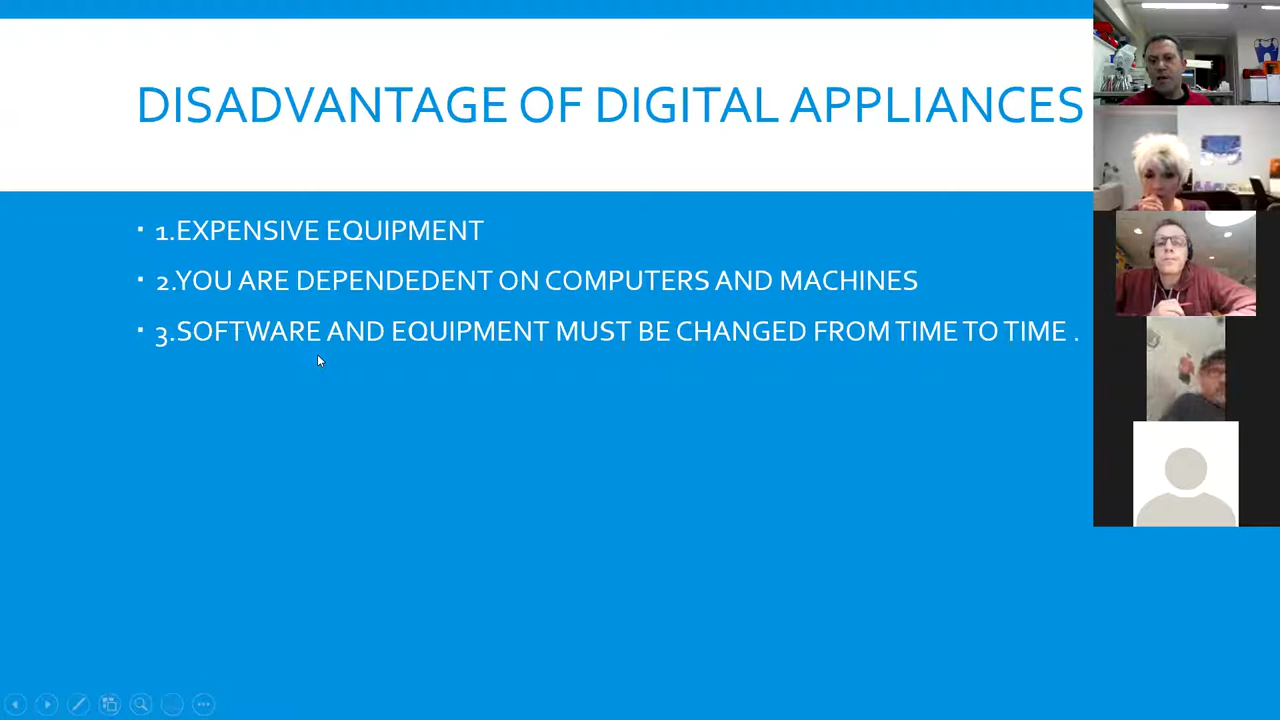 DISADVANTAGE OF DIGITAL APPLIANCES
1.EXPENSIVE EQUIPMENT
2.YOU ARE DEPENDEDENT ON COMPUTERS AND MACHINES
3.SOFTWARE AND EQUIPMENT MUST BE CHANGED FROM TIME TO TIME .